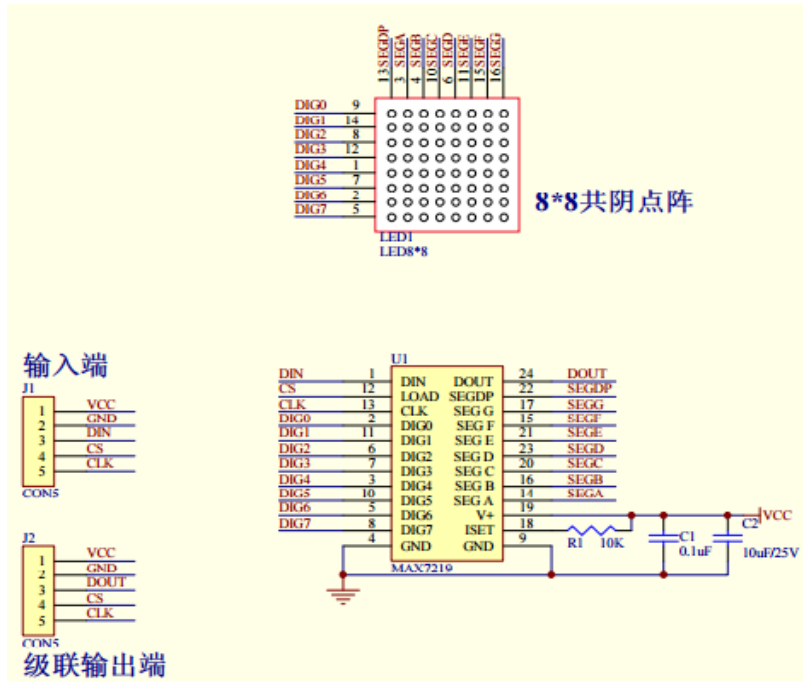 13 SEGDP
3 SEGA
4 SEGB
10 SEGC
6 SEGD
11 SEGE
15 SEGF
16 SEGG
DIG0 9
DIG1 14
DIG2 8
DIG3 12
DIG4 1
DIG5 7
DIG6 2
DIG7 5
8*8共阴点阵
LED1
LED8*8
输入端
J1
1 VCC
2 GND
3 DIN
4 CS
5 CLK
CON5
J2
1 VCC
2 GND
3 DOUT
4 CS
5 CLK
CON5
级联输出端
U1
DIN 1 DIN DOUT 24 DOUT
CS 12 LOAD SEGDP 22 SEGDP
CLK 13 CLK SEG G 17 SEGG
DIG0 2 DIG0 SEG F 15 SEGF
DIG1 11 DIG1 SEG E 21 SEGE
DIG2 6 DIG2 SEG D 23 SEGD
DIG3 7 DIG3 SEG C 20 SEGC
DIG4 3 DIG4 SEG B 16 SEGB
DIG5 10 DIG5 SEG A 14 SEGA
DIG6 5 DIG6 V+ 19
DIG7 8 DIG7 ISET 18
4 GND GND 9
MAX7219
R1 10K
C1
0.1uF
C2
10uF/25V
VCC